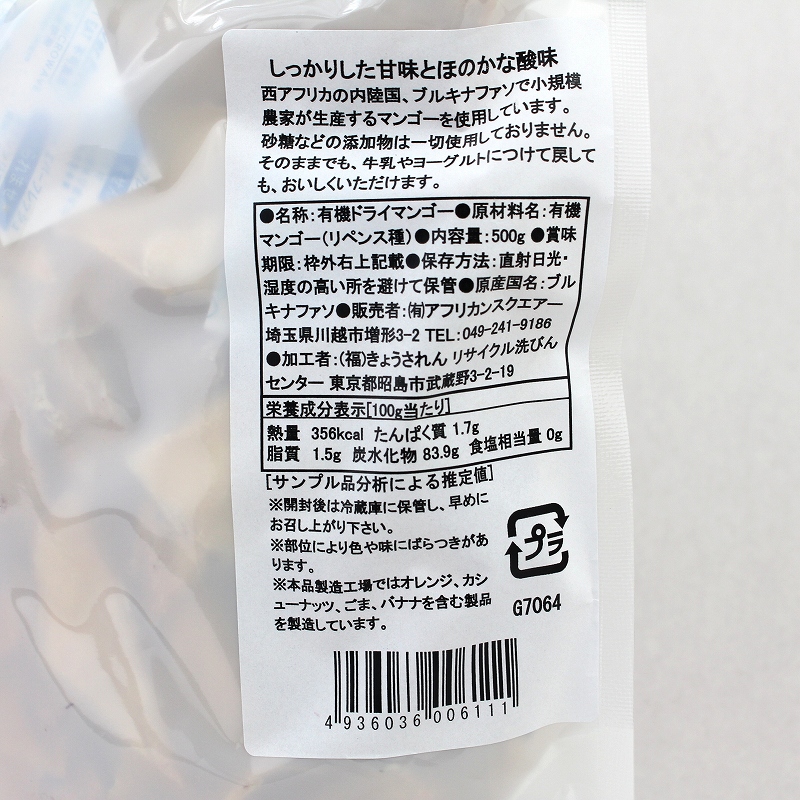 しっかりした甘味とほのかな酸味
西アフリカの内陸国、ブルキナファソで小規模
農家が生産するマンゴーを使用しています。
砂糖などの添加物は一切使用しておりません。
そのままでも、牛乳やヨーグルトにつけて戻して
も、おいしくいただけます。
●名称:有機ドライマンゴー●原材料名:有機
マンゴー(リペンス種)●内容量:500g ●賞味
期限:枠外右上記載●保存方法:直射日光・
湿度の高い所を避けて保管●原産国名:ブル
キナファソ●販売者:㈲アフリカンスクエアー
埼玉県川越市増形3-2 TEL:049-241-9186
●加工者:(福)きょうされん リサイクル洗びん
センター 東京都昭島市武蔵野3-2-19
栄養成分表示[100g当たり]
熱量 356kcal たんぱく質 1.7g
脂質 1.5g 炭水化物 83.9g 食塩相当量 0g
[サンプル品分析による推定値]
※開封後は冷蔵庫に保管し、早めに
お召し上がり下さい。
※部位により色や味にばらつきがあ
ります。
※本品製造工場ではオレンジ、カシ
ューナッツ、ごま、バナナを含む製品
を製造しています。
プラ
G7064
4 936036 006111